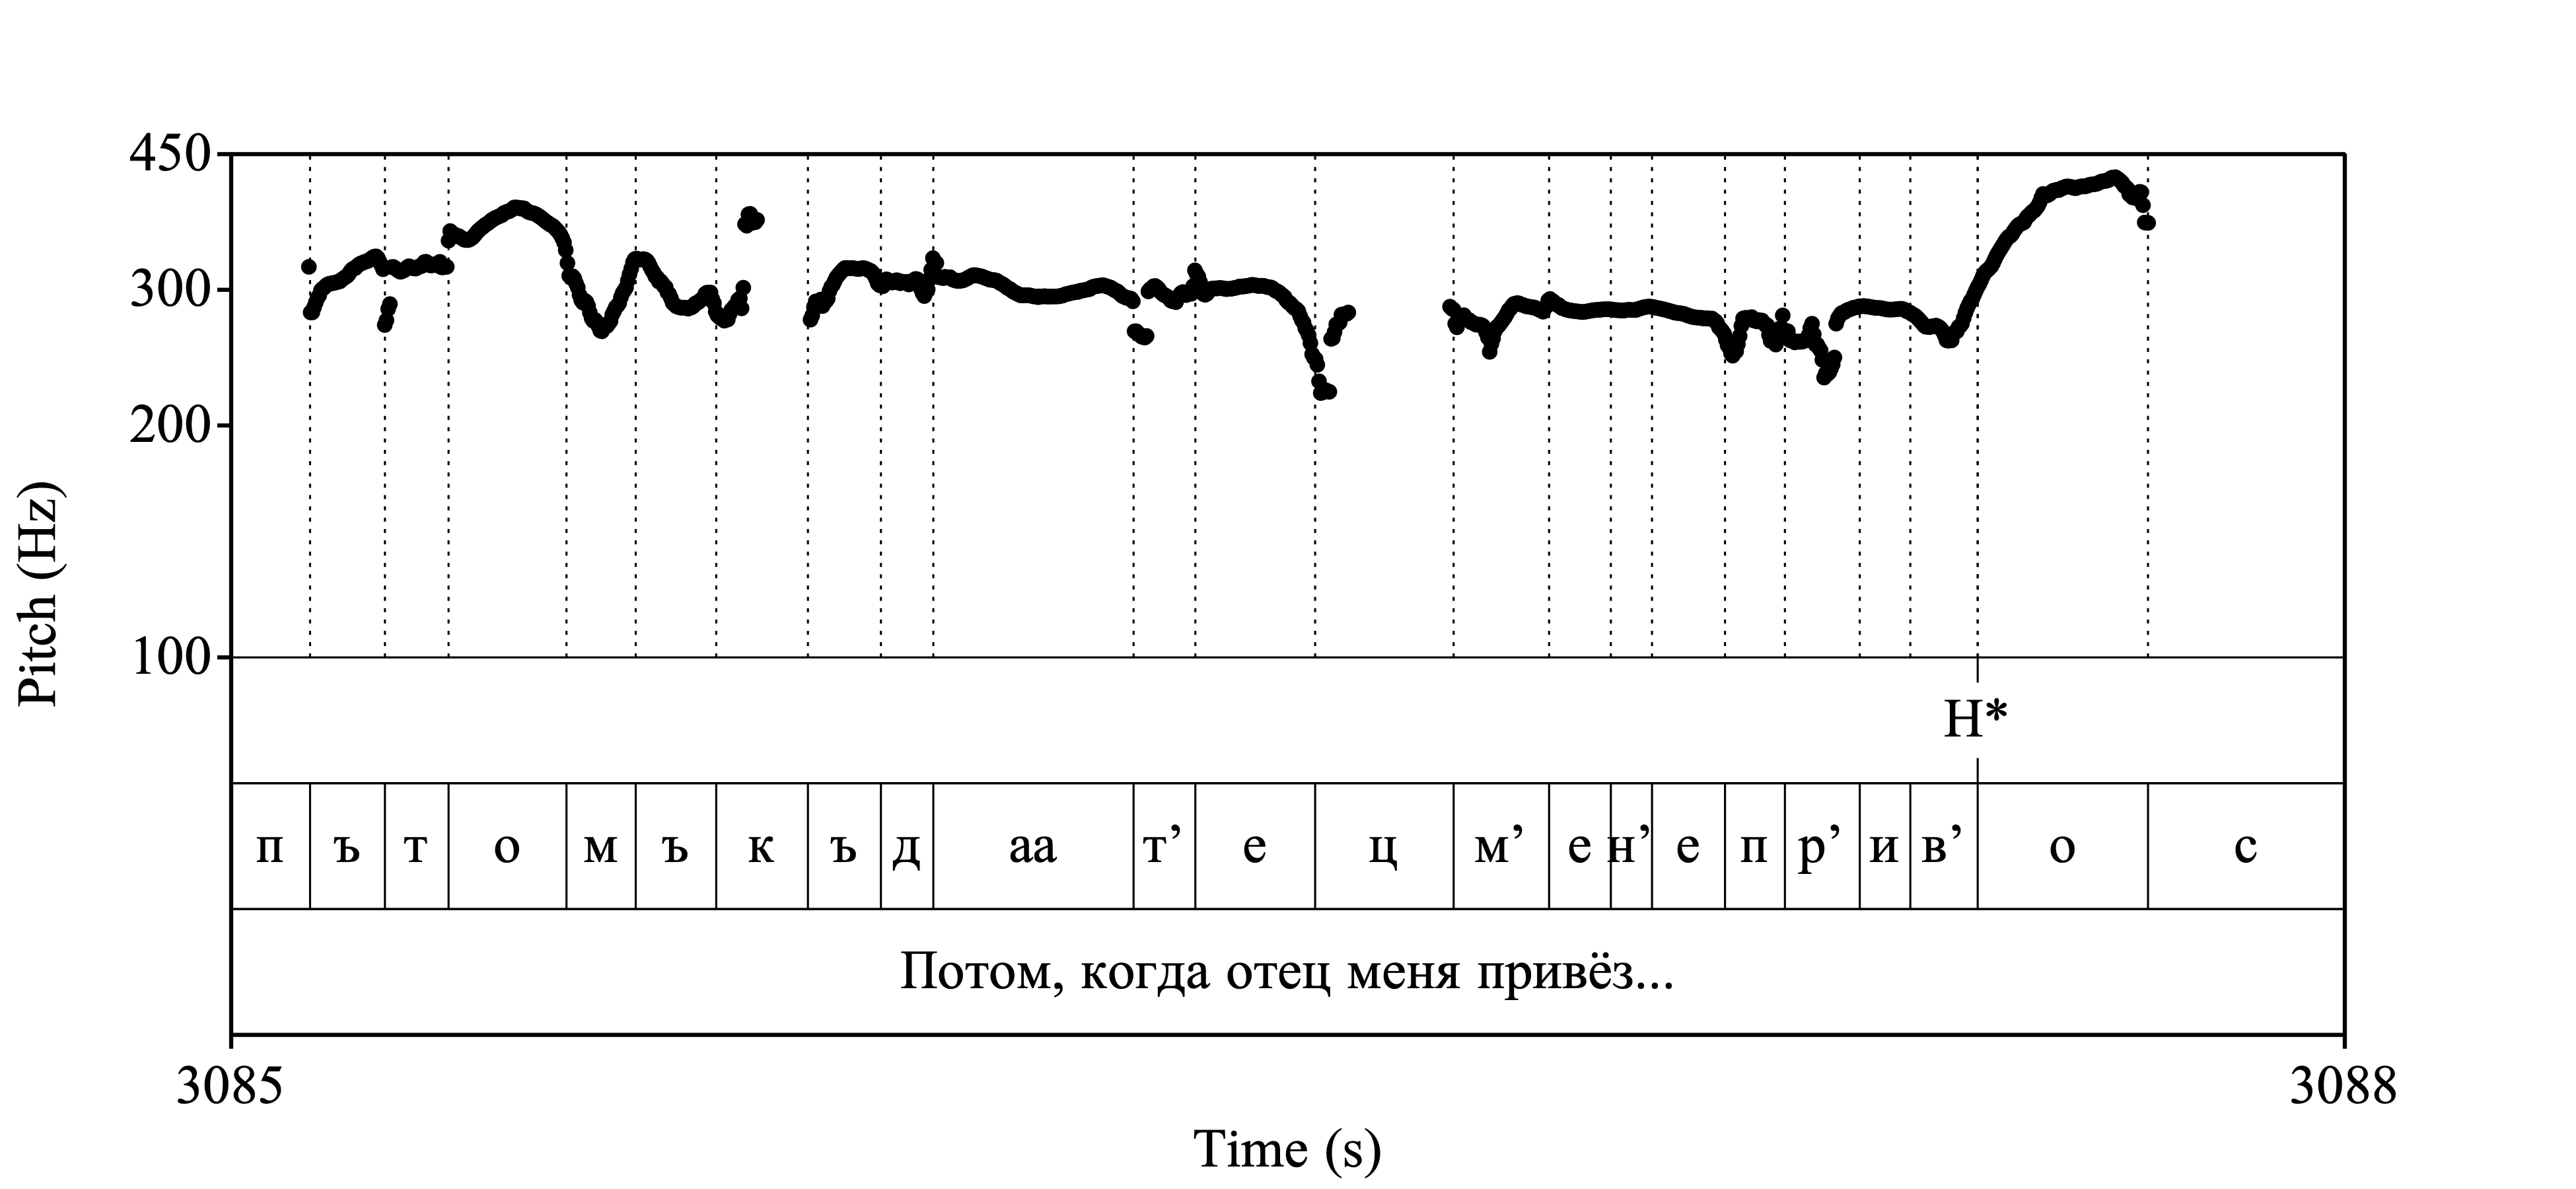 450
300
200
100
Pitch (Hz)
H*
п ъ т о м ъ к ъ д аа т’ е ц м’ е н’ е п р’ и в’ о с
Потом, когда отец меня привёз...
3085 3088
Time (s)